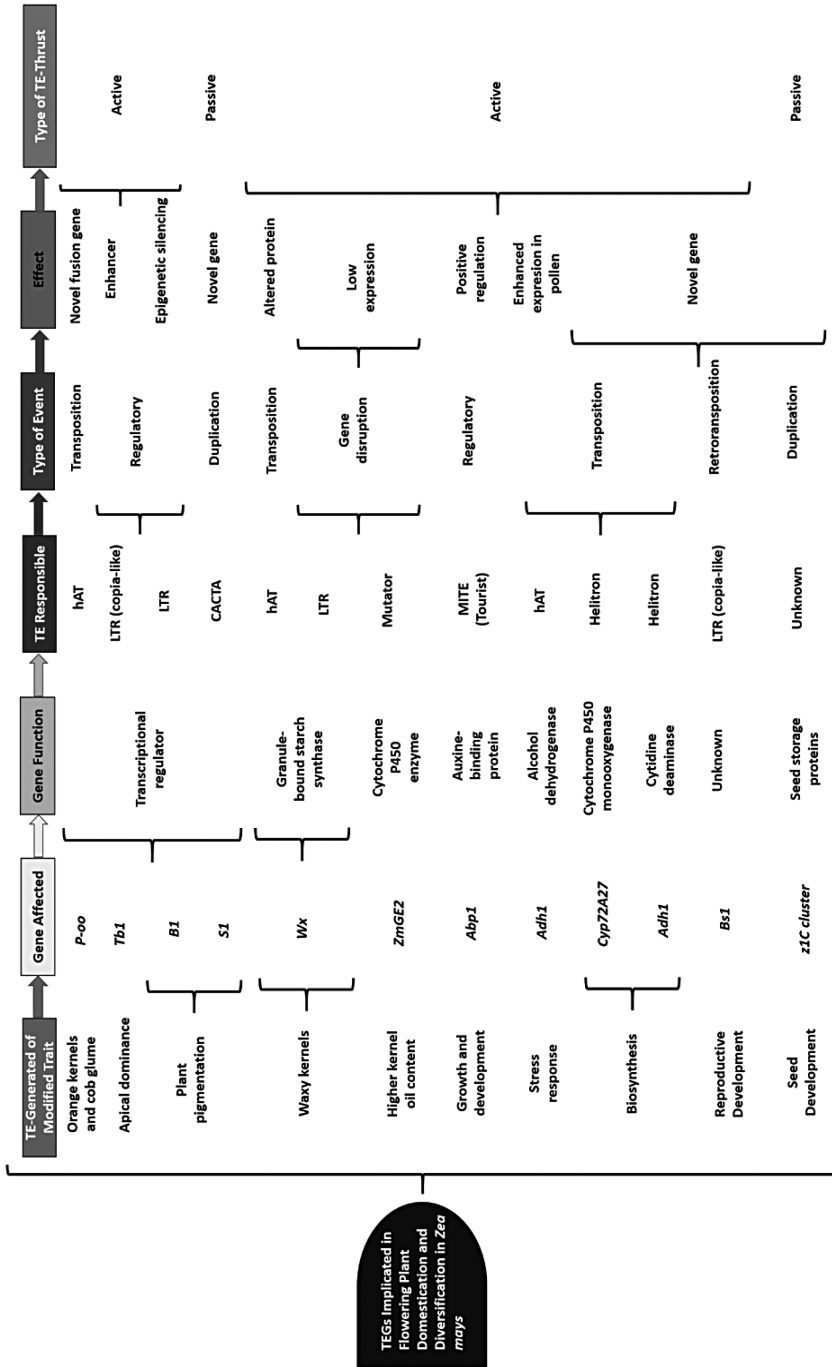 TEGs Implicated in
Flowering Plant
Domestication and
Diversification in Zea
mays
TE-Generated of
Modified Trait
Orange kernels
and cob glume
Apical dominance
Plant
pigmentation
Waxy kernels
Higher kernel
oil content
Growth and
development
Stress
response
Biosynthesis
Reproductive
Development
Seed
Development
Gene Affected
P-oo
Tb1
B1
S1
Wx
ZmGE2
Abp1
Adh1
Cyp72A27
Adh1
Bs1
z1C cluster
Gene Function
Transcriptional
regulator
Granule-
bound starch
synthase
Cytochrome
P450
enzyme
Auxine-
binding
protein
Alcohol
dehydrogenase
Cytochrome P450
monooxygenase
Cytidine
deaminase
Unknown
Seed storage
proteins
TE Responsible
hAT
LTR (copia-like)
LTR
CACTA
hAT
LTR
Mutator
MITE
(Tourist)
hAT
Helitron
Helitron
LTR (copia-like)
Unknown
Type of Event
Transposition
Regulatory
Duplication
Transposition
Gene
disruption
Regulatory
Transposition
Retroransposition
Duplication
Effect
Novel fusion gene
Enhancer
Epigenetic silencing
Novel gene
Altered protein
Low
expression
Positive
regulation
Enhanced
expresion in
pollen
Novel gene
Type of TE-Thrust
Active
Passive
Active
Passive